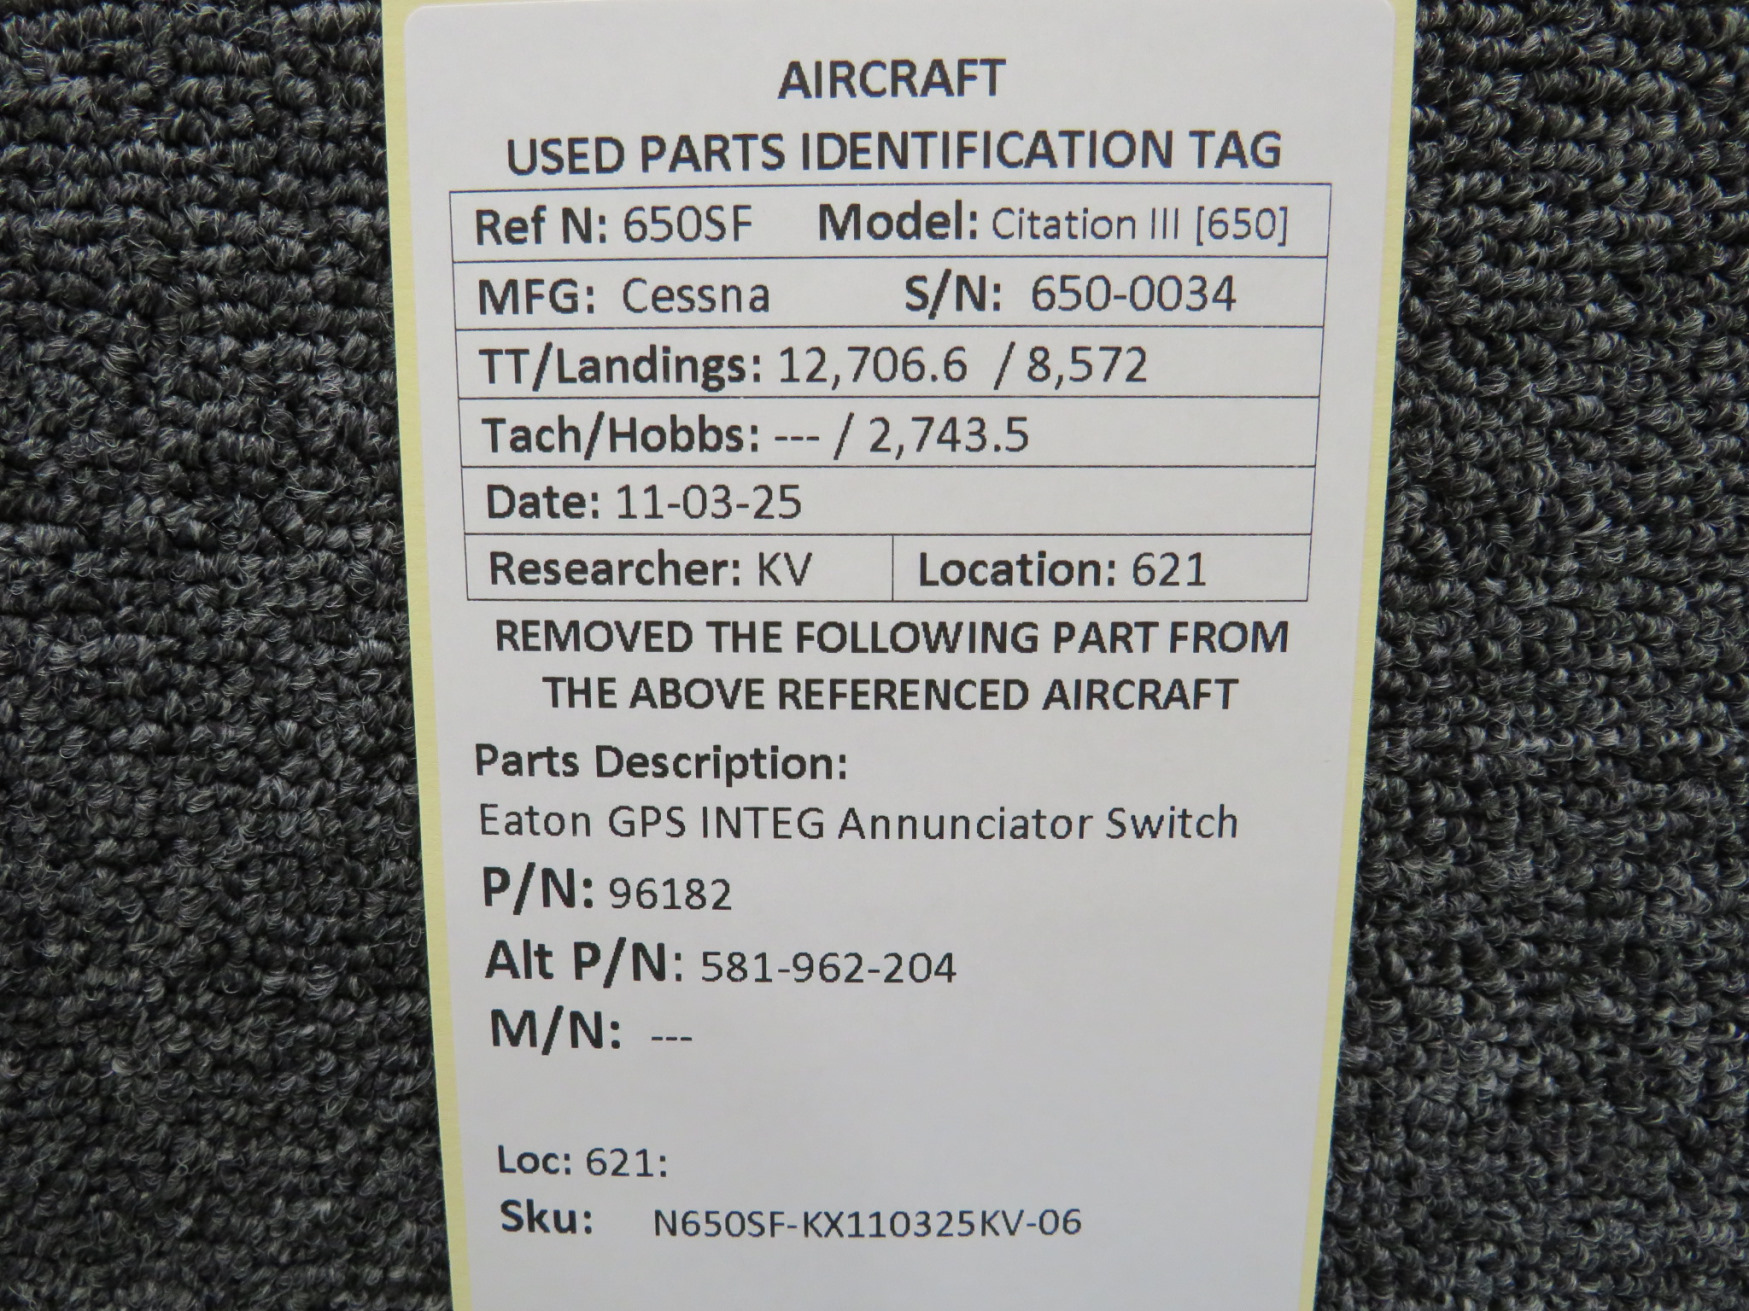 AIRCRAFT
USED PARTS IDENTIFICATION TAG
Ref N: 650SF Model: Citation III [650]
MFG: Cessna S/N: 650-0034
TT/Landings: 12,706.6 / 8,572
Tach/Hobbs: --- / 2,743.5
Date: 11-03-25
Researcher: KV Location: 621
REMOVED THE FOLLOWING PART FROM
THE ABOVE REFERENCED AIRCRAFT
Parts Description:
Eaton GPS INTEG Annunciator Switch
P/N: 96182
Alt P/N: 581-962-204
M/N: ---
Loc: 621:
Sku: N650SF-KX110325KV-06